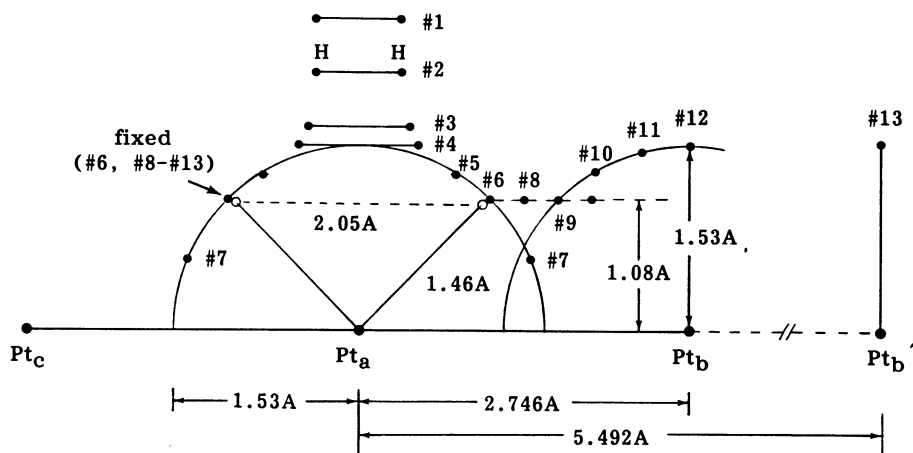 #1
H H
#2
#3
#4
fixed
(#6, #8-#13)
#5
#6
#8
#9
#10
#11
#12
#13
2.05A
1.46A
1.08A
1.53A
#7
#7
Ptc
Pta
Ptb
Ptb'
1.53A
2.746A
5.492A